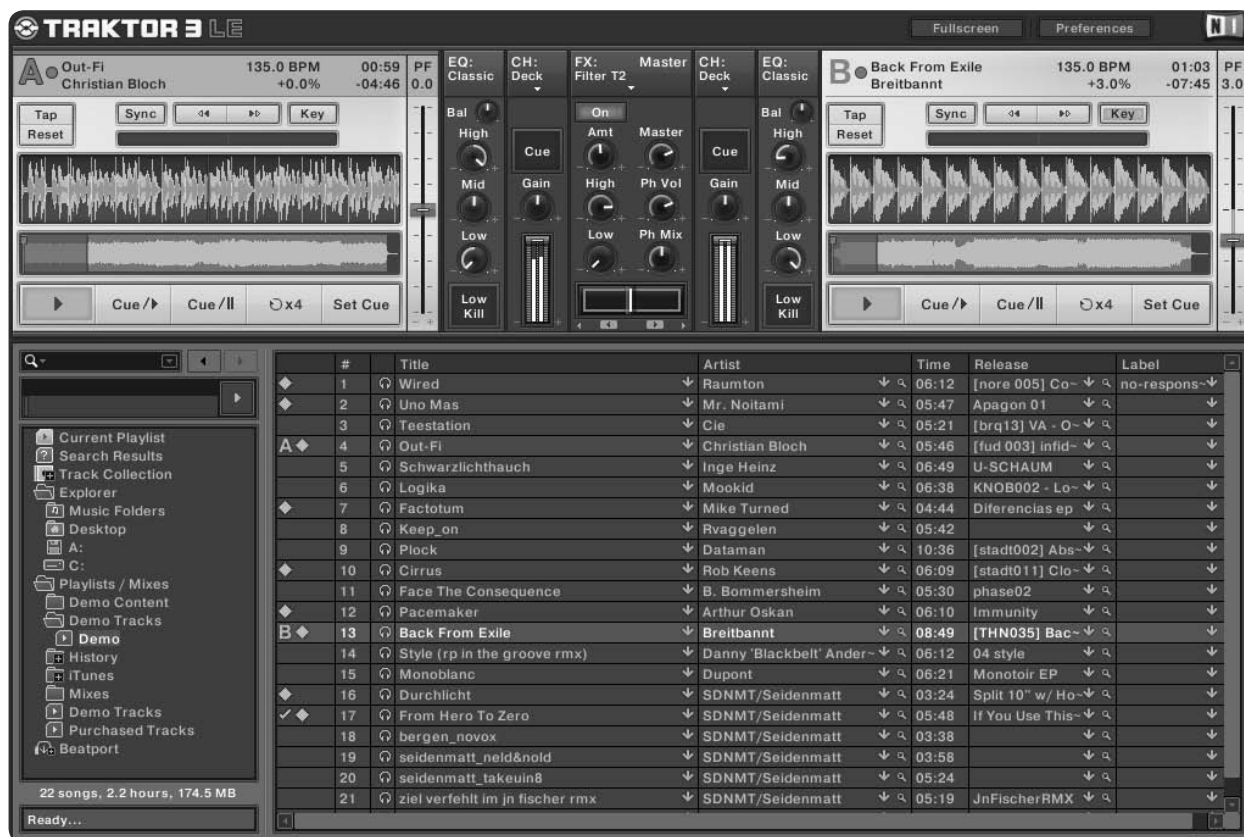 TRAKTOR 3 LE
Fullscreen Preferences
NI
A Out-Fi 135.0 BPM 00:59 PF
Christian Bloch +0.0% -04:46 0.0
Tap Sync Key
Reset
Cue/ Cue/II x4 Set Cue
EQ:
Classic
Bal
High
Mid
Low
Low
Kill
CH:
Deck
Cue
Gain
FX: Master
Filter T2
On
Amt Master
High Ph Vol
Low Ph Mix
CH:
Deck
Cue
Gain
EQ:
Classic
Bal
High
Mid
Low
Low
Kill
B Back From Exile 135.0 BPM 01:03 PF
Breitbannt +3.0% -07:45 3.0
Tap Sync Key
Reset
Cue/ Cue/II x4 Set Cue
Current Playlist
Search Results
Track Collection
Explorer
Music Folders
Desktop
A:
C:
Playlists / Mixes
Demo Content
Demo Tracks
Demo
History
iTunes
Mixes
Demo Tracks
Purchased Tracks
Beatport
22 songs, 2.2 hours, 174.5 MB
Ready...
# Title Artist Time Release Label
1 Wired Raumton 06:12 [nore 005] Co~ no-respons~
2 Uno Mas Mr. Noitami 05:47 Apagon 01
3 Teestation Cie 05:21 [brq13] VA - O~
A 4 Out-Fi Christian Bloch 05:46 [fud 003] infid~
5 Schwarzlichthauch Inge Heinz 06:49 U-SCHAUM
6 Logika Mookid 06:38 KNOB002 - Lo~
7 Factotum Mike Turned 04:44 Diferencias ep
8 Keep_on Rvaggelen 05:42
9 Plock Dataman 10:36 [stadt002] Abs~
10 Cirrus Rob Keens 06:09 [stadt011] Clo~
11 Face The Consequence B. Bommersheim 05:30 phase02
12 Pacemaker Arthur Oskan 06:10 Immunity
B 13 Back From Exile Breitbannt 08:49 [THN035] Bac~
14 Style (rp in the groove rmx) Danny 'Blackbelt' Ander~ 06:12 04 style
15 Monoblanc Dupont 06:21 Monotoir EP
16 Durchlicht SDNMT/Seidenmatt 03:24 Split 10" w/ Ho~
17 From Hero To Zero SDNMT/Seidenmatt 05:48 If You Use This~
18 bergen_novox SDNMT/Seidenmatt 03:38
19 seidenmatt_neld&nold SDNMT/Seidenmatt 03:58
20 seidenmatt_takeuin8 SDNMT/Seidenmatt 05:24
21 ziel verfehlt im jn fischer rmx SDNMT/Seidenmatt 05:19 JnFischerRMX